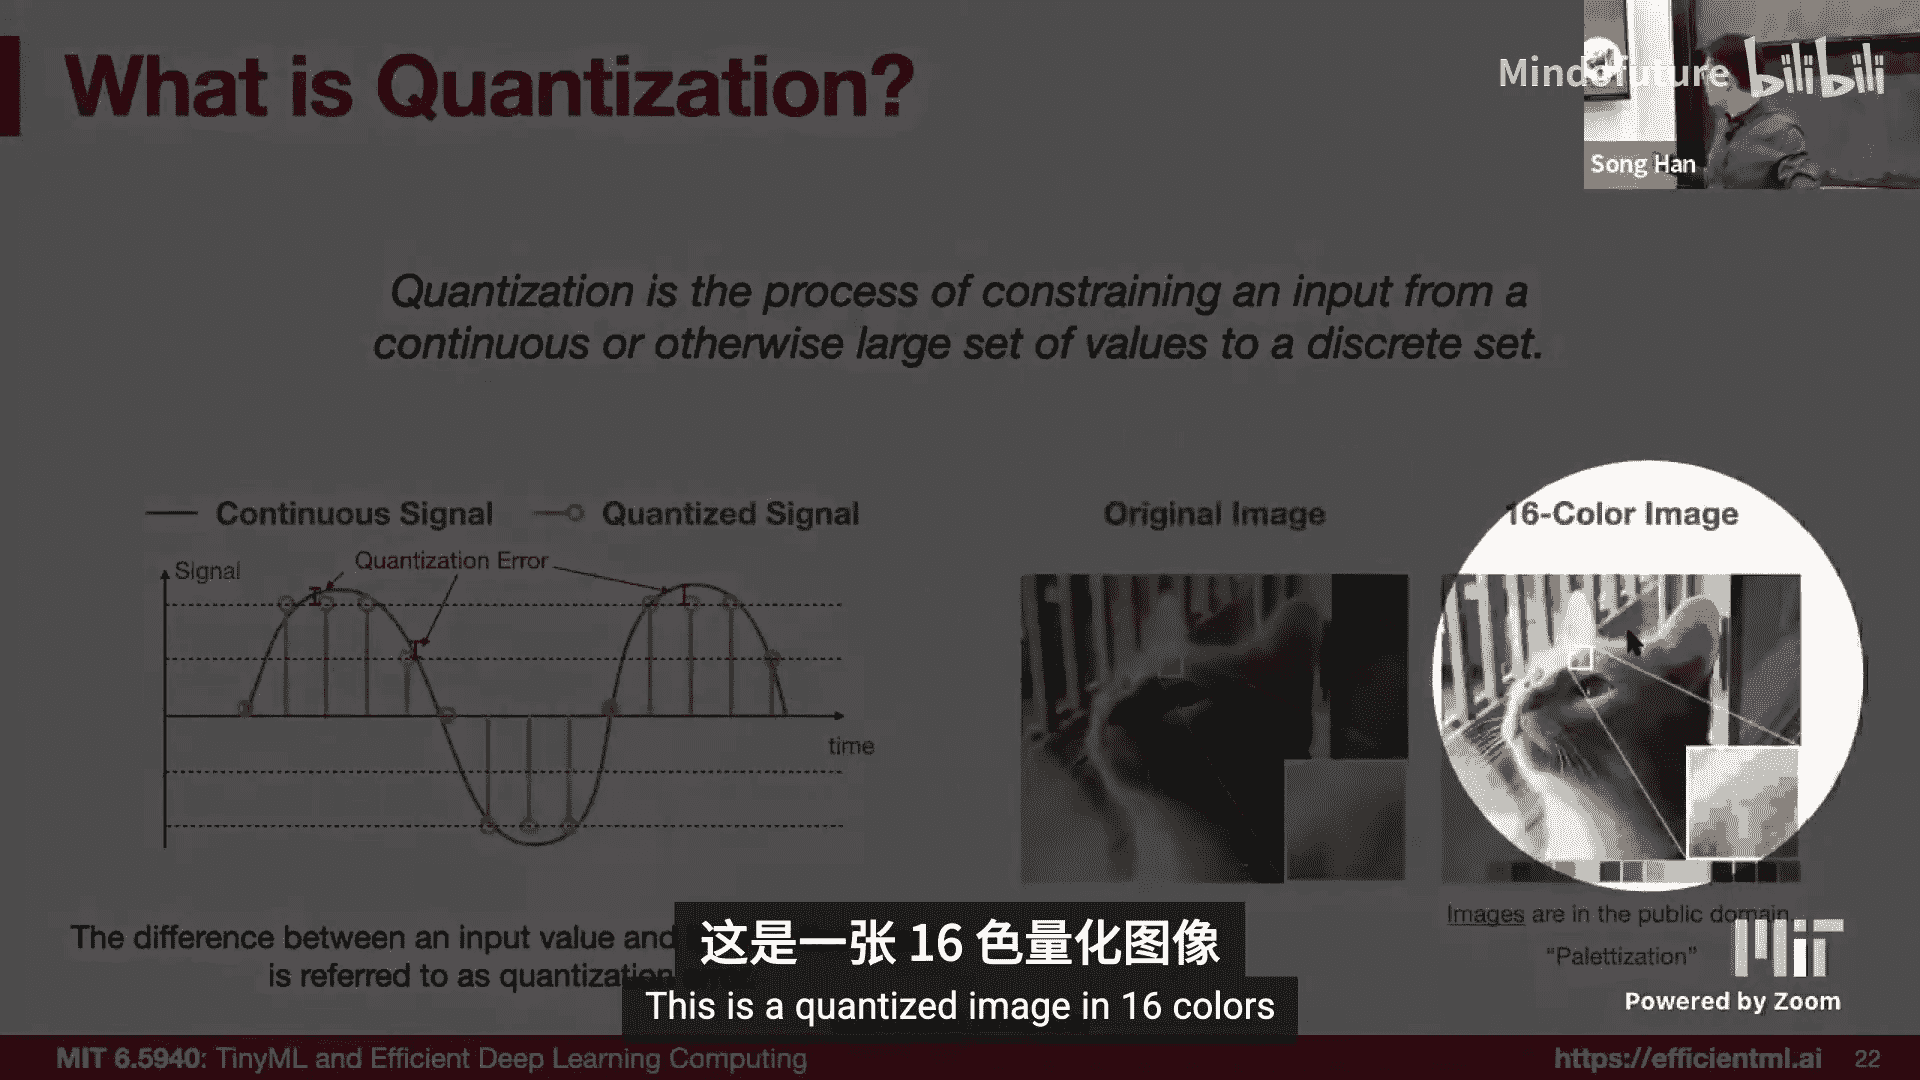 What is Quantization?
Mindofuture bilibili
Song Han
Quantization is the process of constraining an input from a
continuous or otherwise large set of values to a discrete set.
Continuous Signal
Quantized Signal
Signal
Quantization Error
time
Original Image
16-Color Image
Images are in the public domain.
"Palettization"
The difference between an input value and
is referred to as quantization
这是一张 16 色量化图像
This is a quantized image in 16 colors
MIT
Powered by Zoom
MIT 6.5940: TinyML and Efficient Deep Learning Computing
https://efficientml.ai
22